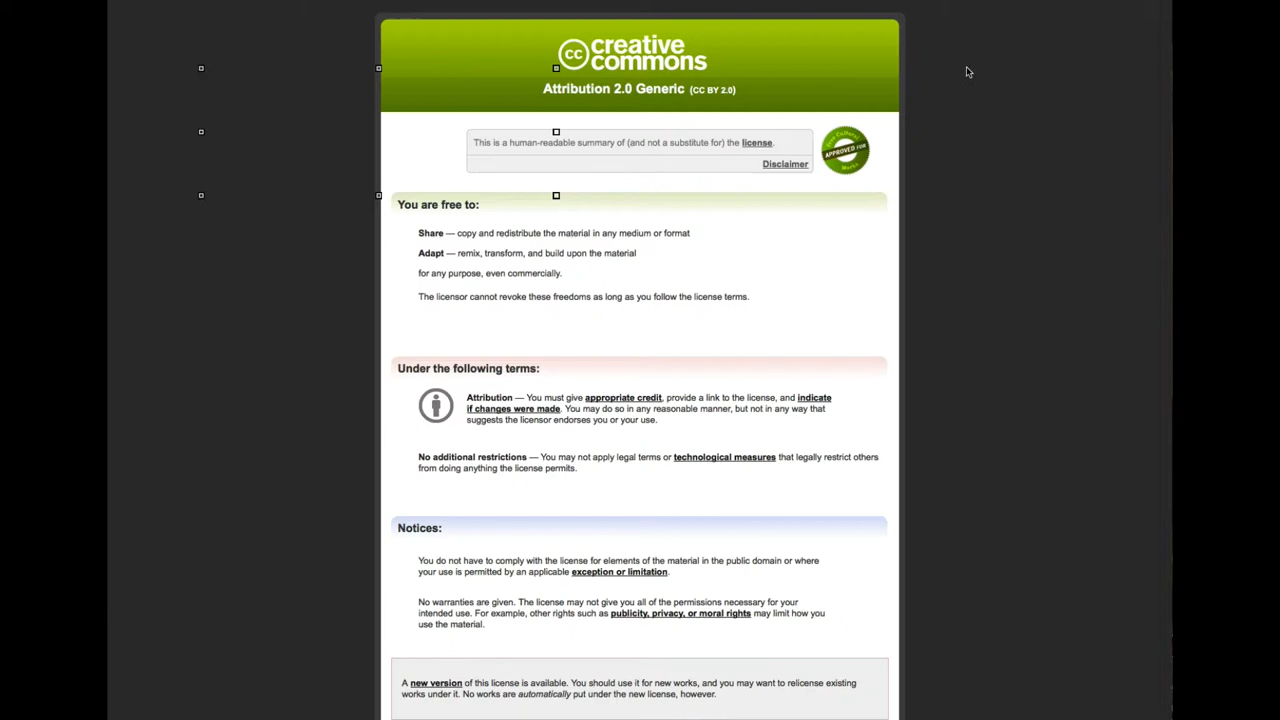 cc creative commons
Attribution 2.0 Generic (CC BY 2.0)
This is a human-readable summary of (and not a substitute for) the license.
Disclaimer
Free Cultural
APPROVED FOR
Works
You are free to:
Share — copy and redistribute the material in any medium or format
Adapt — remix, transform, and build upon the material
for any purpose, even commercially.
The licensor cannot revoke these freedoms as long as you follow the license terms.
Under the following terms:
Attribution — You must give appropriate credit, provide a link to the license, and indicate
if changes were made. You may do so in any reasonable manner, but not in any way that
suggests the licensor endorses you or your use.
No additional restrictions — You may not apply legal terms or technological measures that legally restrict others
from doing anything the license permits.
Notices:
You do not have to comply with the license for elements of the material in the public domain or where
your use is permitted by an applicable exception or limitation.
No warranties are given. The license may not give you all of the permissions necessary for your
intended use. For example, other rights such as publicity, privacy, or moral rights may limit how you
use the material.
A new version of this license is available. You should use it for new works, and you may want to relicense existing
works under it. No works are automatically put under the new license, however.